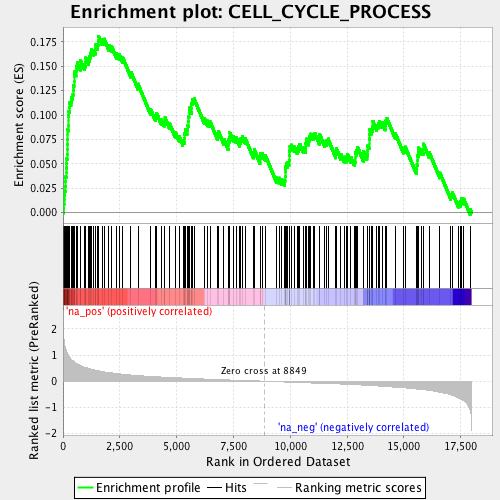 Enrichment plot: CELL_CYCLE_PROCESS
Enrichment score (ES)
0.175
0.150
0.125
0.100
0.075
0.050
0.025
0.000
'na_pos' (positively correlated)
Ranked list metric (PreRanked)
2
1
0
-1
-2
Zero cross at 8849
'na_neg' (negatively correlated)
0
2,500
5,000
7,500
10,000
12,500
15,000
17,500
Rank in Ordered Dataset
Enrichment profile
Hits
Ranking metric scores